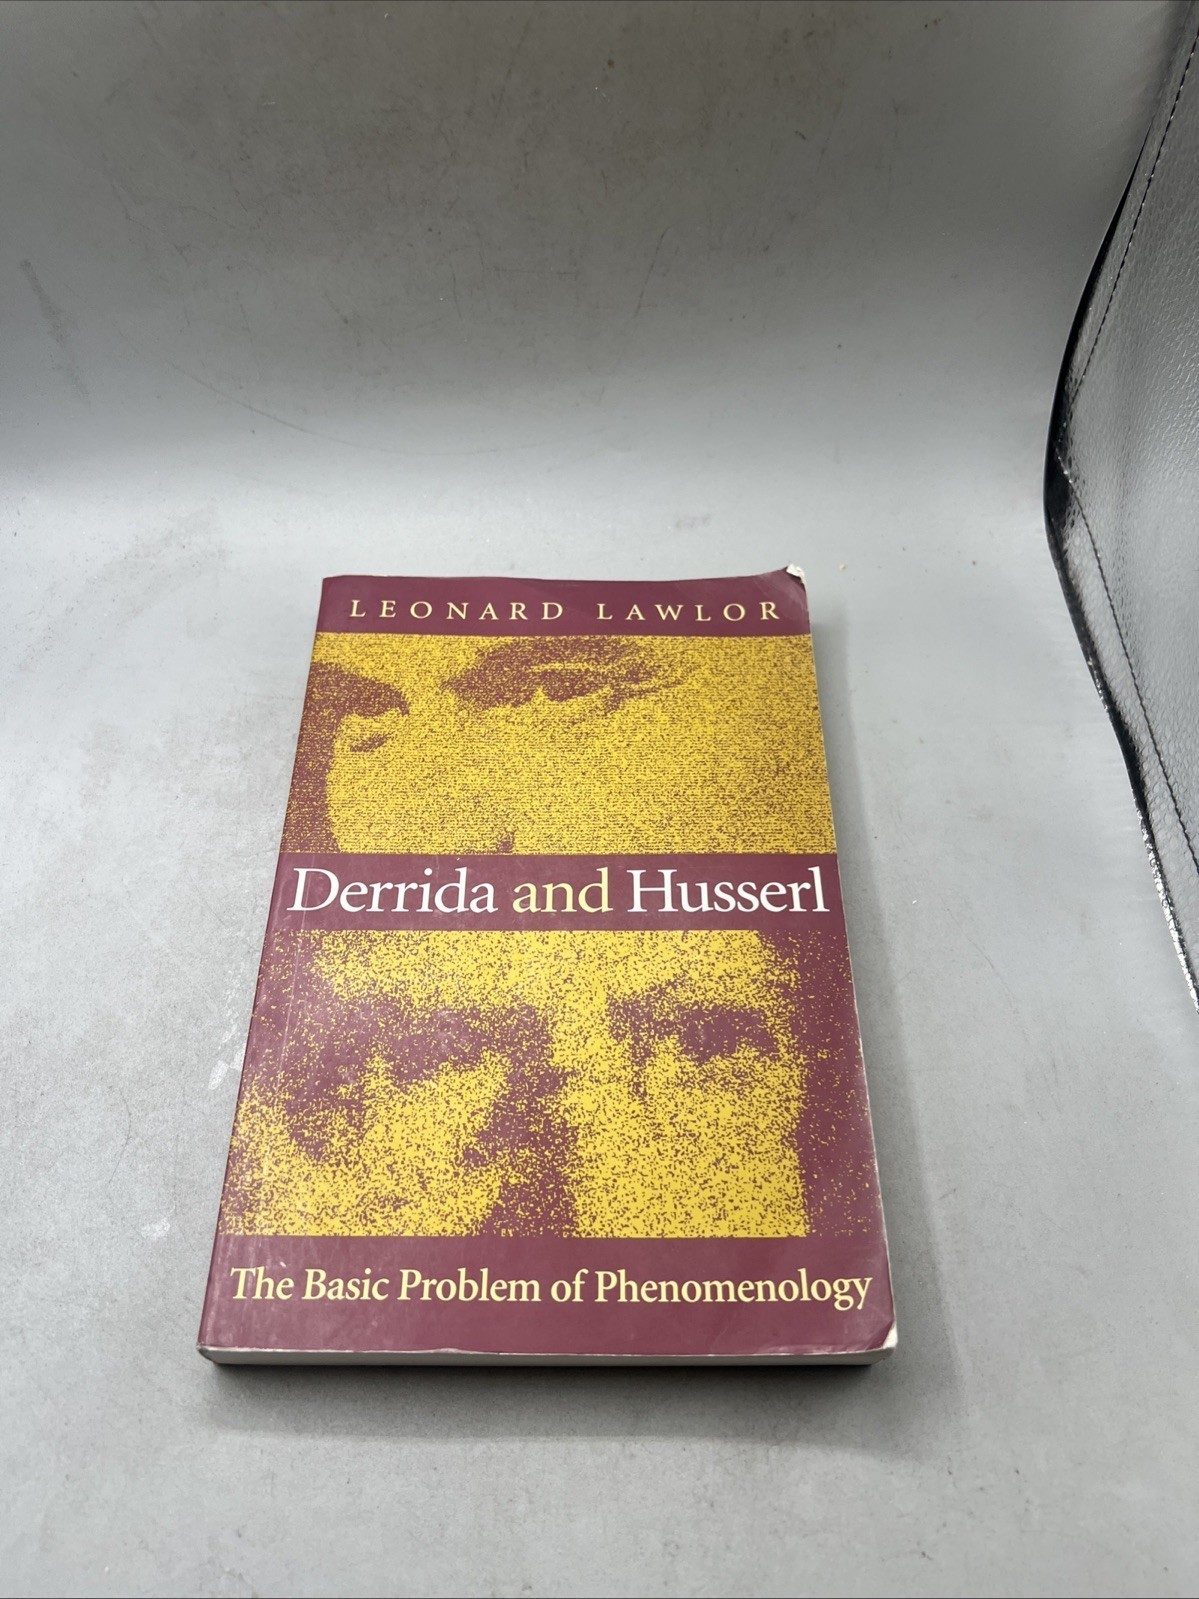 LEONARD LAWLOR
Derrida and Husserl
The Basic Problem of Phenomenology